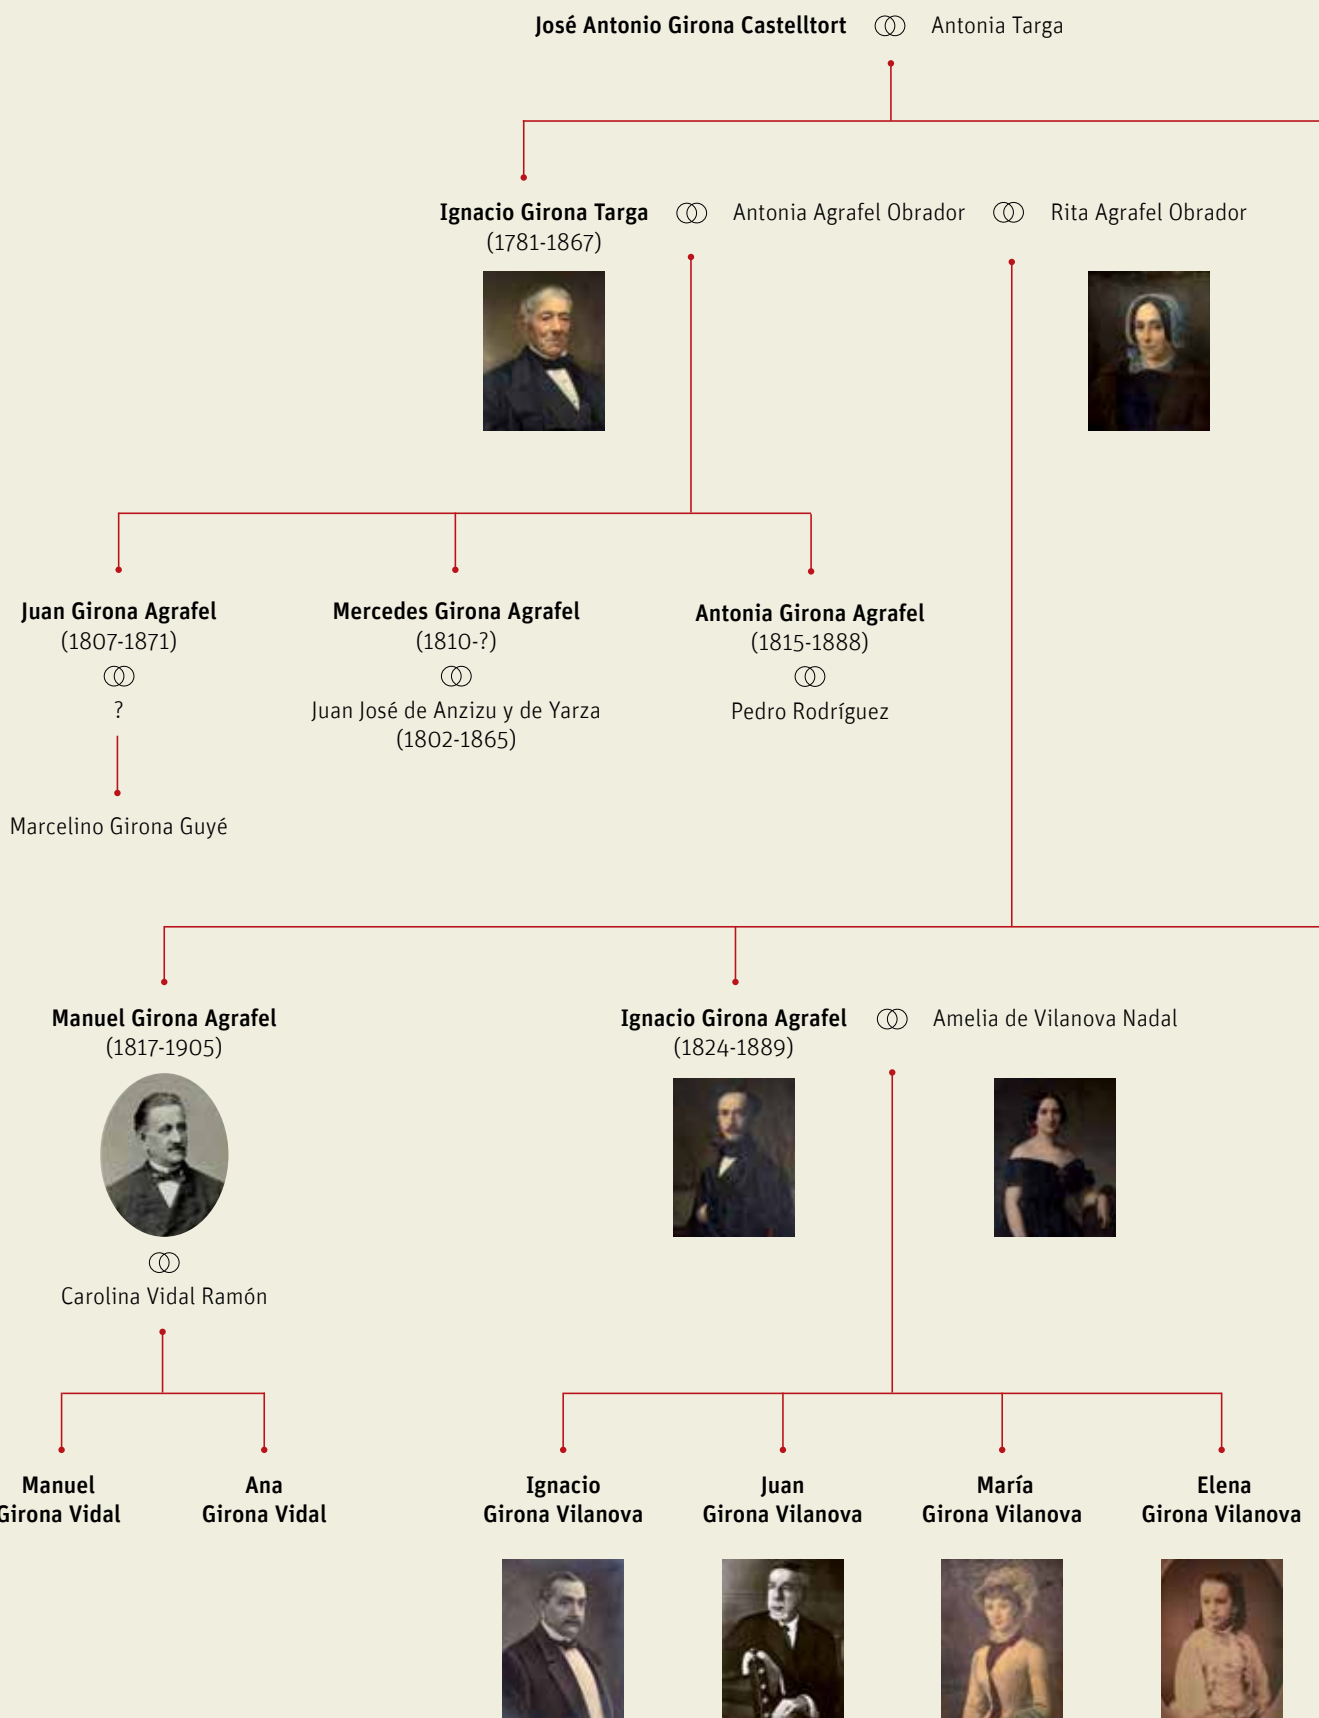 José Antonio Girona Castelltort Antonia Targa
Ignacio Girona Targa Antonia Agrafel Obrador Rita Agrafel Obrador
(1781-1867)
Juan Girona Agrafel
(1807-1871)
?
Marcelino Girona Guyé
Mercedes Girona Agrafel
(1810-?)
Juan José de Anzizu y de Yarza
(1802-1865)
Antonia Girona Agrafel
(1815-1888)
Pedro Rodríguez
Manuel Girona Agrafel
(1817-1905)
Carolina Vidal Ramón
Ignacio Girona Agrafel Amelia de Vilanova Nadal
(1824-1889)
Manuel
Girona Vidal
Ana
Girona Vidal
Ignacio
Girona Vilanova
Juan
Girona Vilanova
María
Girona Vilanova
Elena
Girona Vilanova